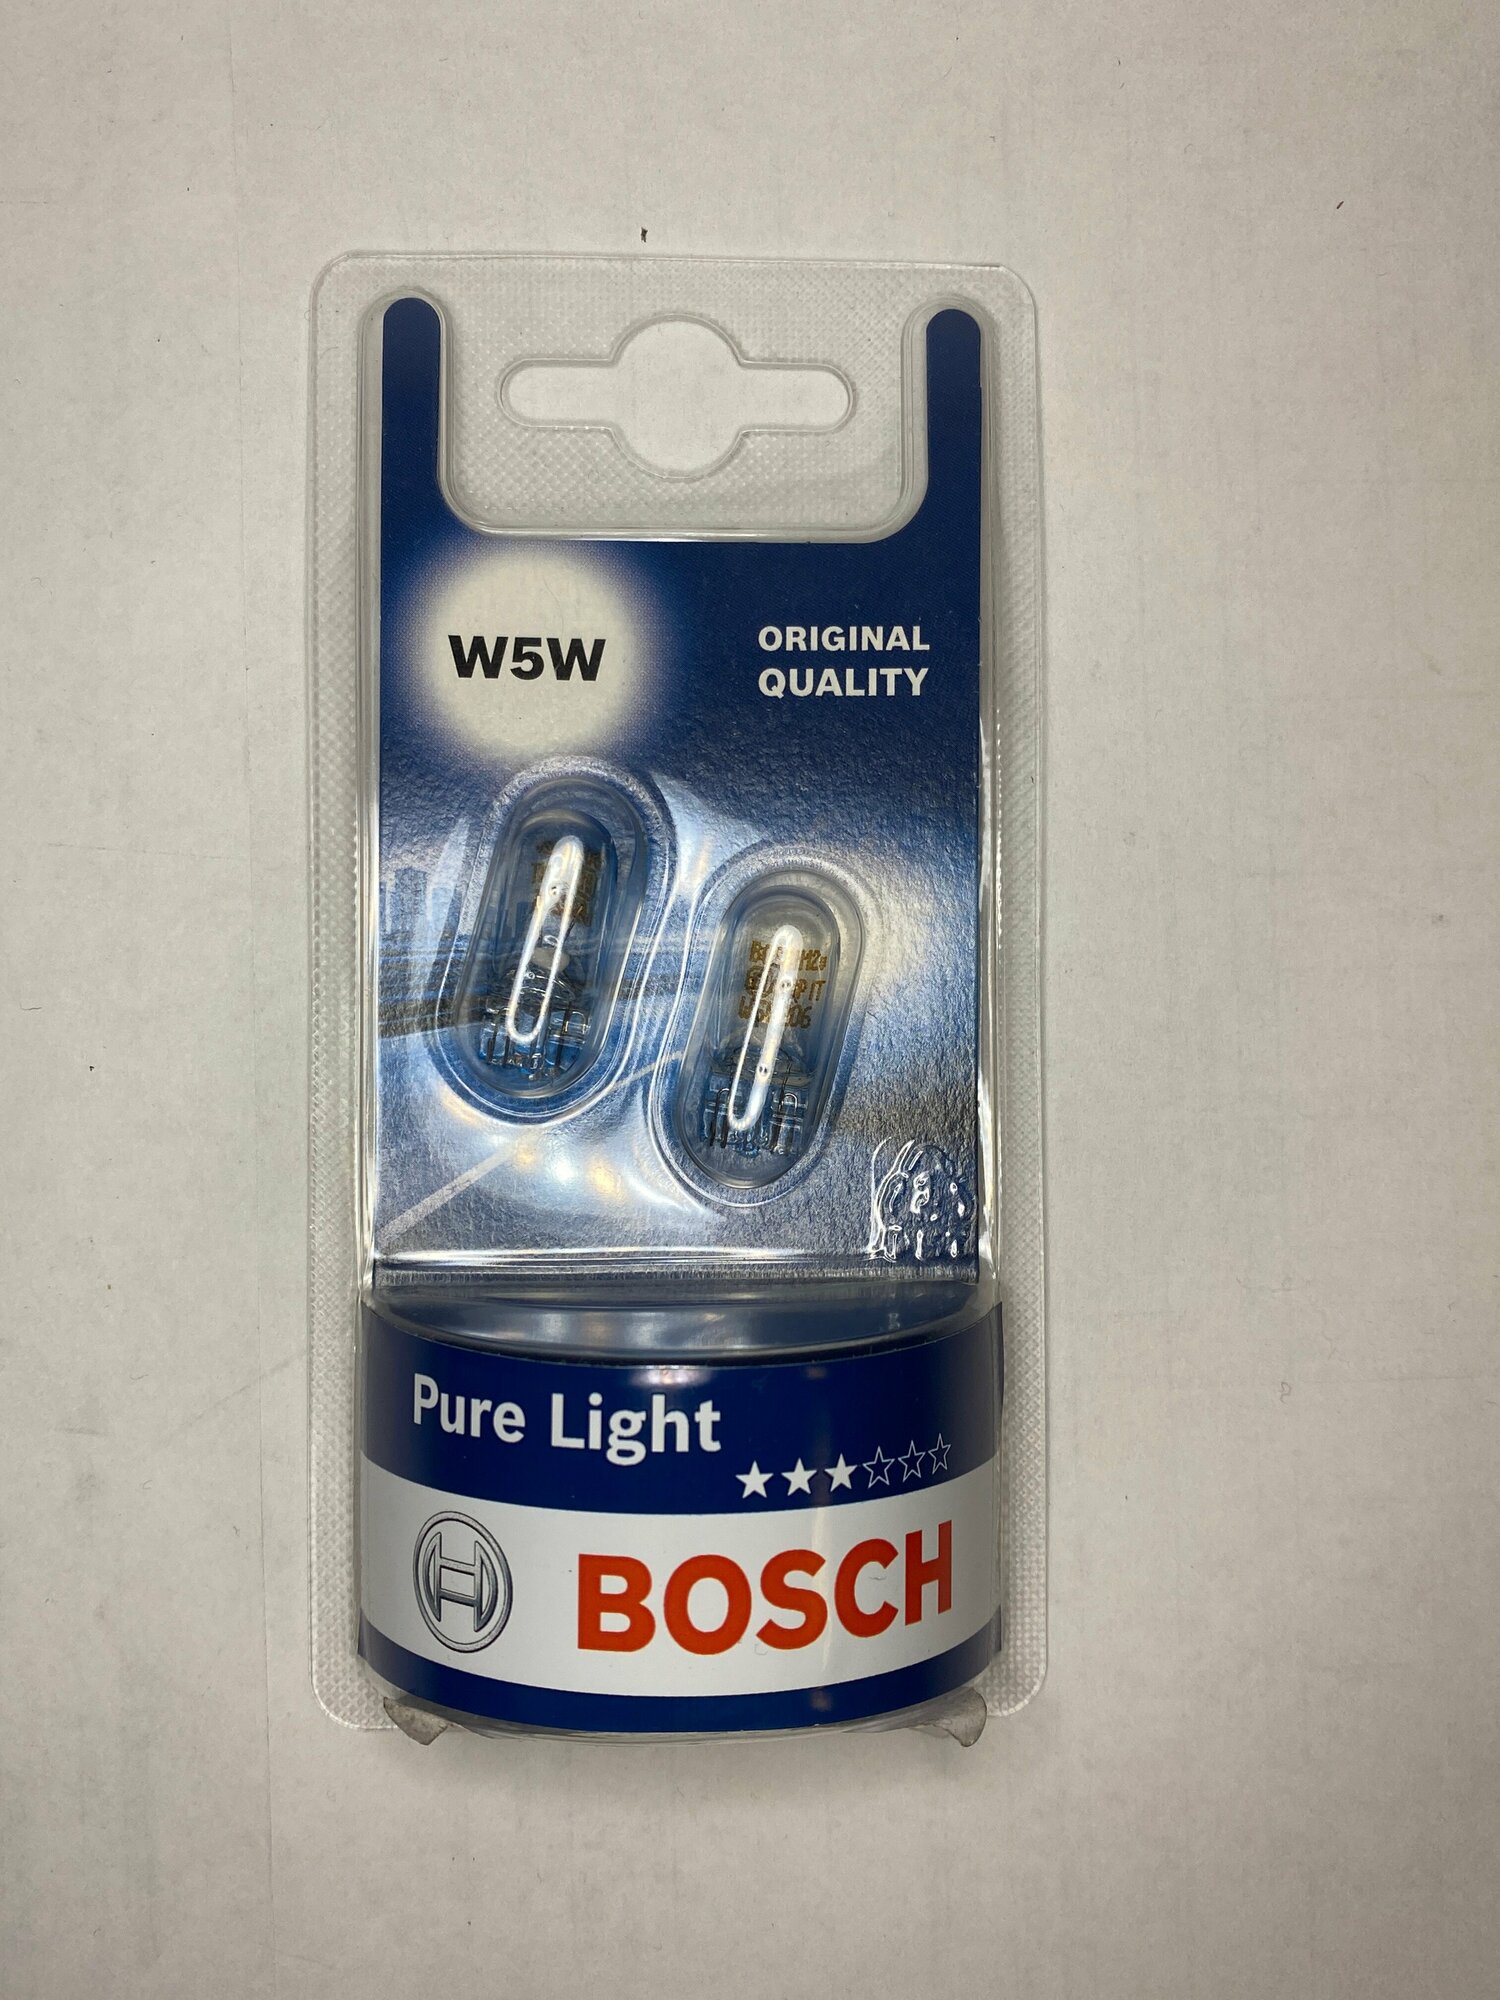 W5W
ORIGINAL
QUALITY
Pure Light
BOSCH